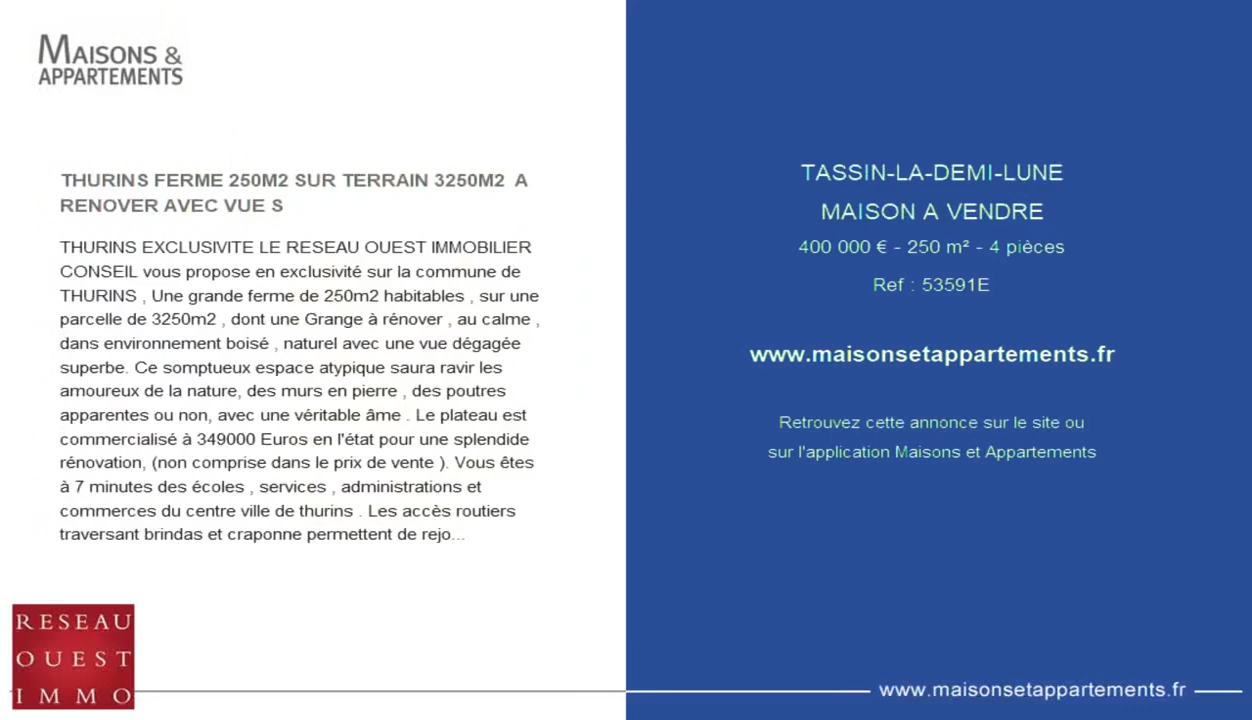 MAISONS &
APPARTEMENTS
THURINS FERME 250M2 SUR TERRAIN 3250M2 A
RENOVER AVEC VUE S
THURINS EXCLUSIVITE LE RESEAU OUEST IMMOBILIER
CONSEIL vous propose en exclusivité sur la commune de
THURINS , Une grande ferme de 250m2 habitables , sur une
parcelle de 3250m2 , dont une Grange à rénover , au calme ,
dans environnement boisé , naturel avec une vue dégagée
superbe. Ce somptueux espace atypique saura ravir les
amoureux de la nature, des murs en pierre , des poutres
apparentes ou non, avec une véritable âme . Le plateau est
commercialisé à 349000 Euros en l'état pour une splendide
rénovation, (non comprise dans le prix de vente ). Vous êtes
à 7 minutes des écoles , services , administrations et
commerces du centre ville de thurins . Les accès routiers
traversant brindas et craponne permettent de rejo...
RESEAU
OUEST
IMMO
TASSIN-LA-DEMI-LUNE
MAISON A VENDRE
400 000 € - 250 m² - 4 pièces
Ref : 53591E
www.maisonsetappartements.fr
Retrouvez cette annonce sur le site ou
sur l'application Maisons et Appartements
www.maisonsetappartements.fr